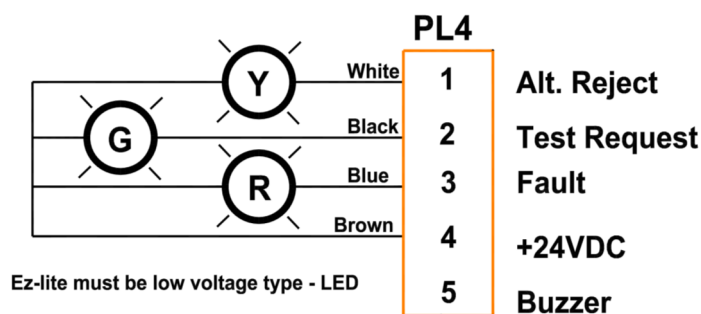 PL4
Y White 1 Alt. Reject
G Black 2 Test Request
R Blue 3 Fault
Brown 4 +24VDC
Ez-lite must be low voltage type - LED
5 Buzzer